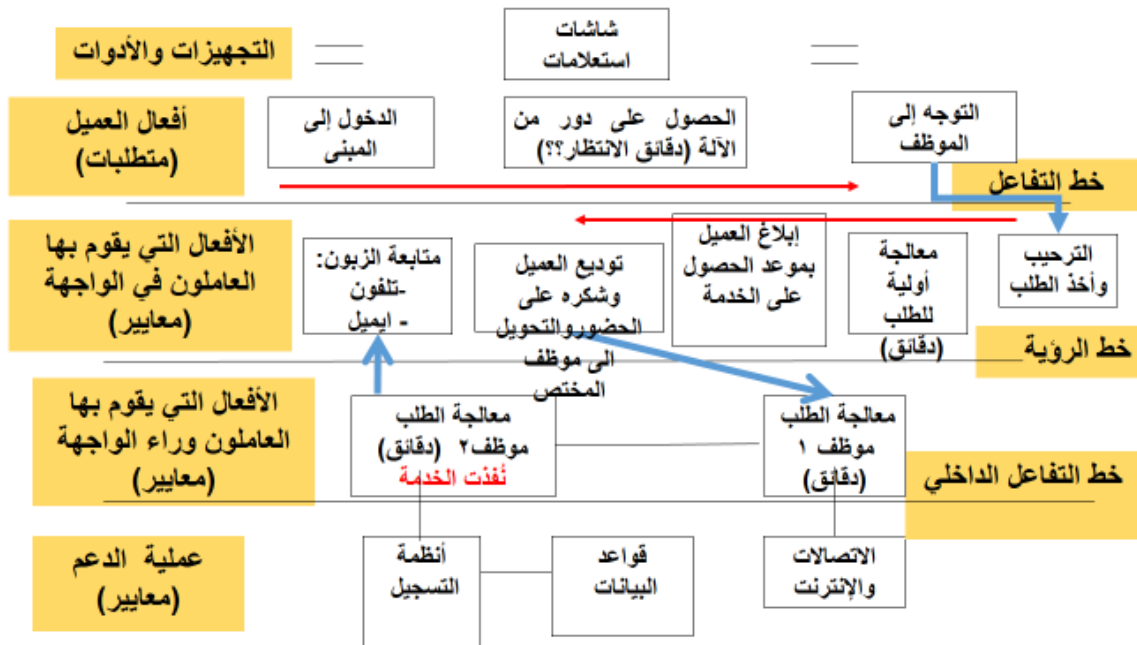 التجهيزات والأدوات
شاشات
استعلامات
أفعال العميل
(متطلبات)
الدخول إلى
المبنى
الحصول على دور من
الآلة (دقائق الانتظار؟؟)
التوجه إلى
الموظف
خط التفاعل
الأفعال التي يقوم بها
العاملون في الواجهة
(معايير)
الترحيب
وأخذ الطلب
معالجة
أولية
للطلب
(دقائق)
إبلاغ العميل
بموعد الحصول
على الخدمة
توديع العميل
وشكره على
الحضوروالتحويل
الى موظف
المختص
متابعة الزبون:
-تلفون
- ايميل
خط الرؤية
الأفعال التي يقوم بها
العاملون وراء الواجهة
(معايير)
معالجة الطلب
موظف ١
(دقائق)
معالجة الطلب
موظف٢ (دقائق)
نُفذت الخدمة
خط التفاعل الداخلي
عملية الدعم
(معايير)
أنظمة
التسجيل
قواعد
البيانات
الاتصالات
والإنترنت